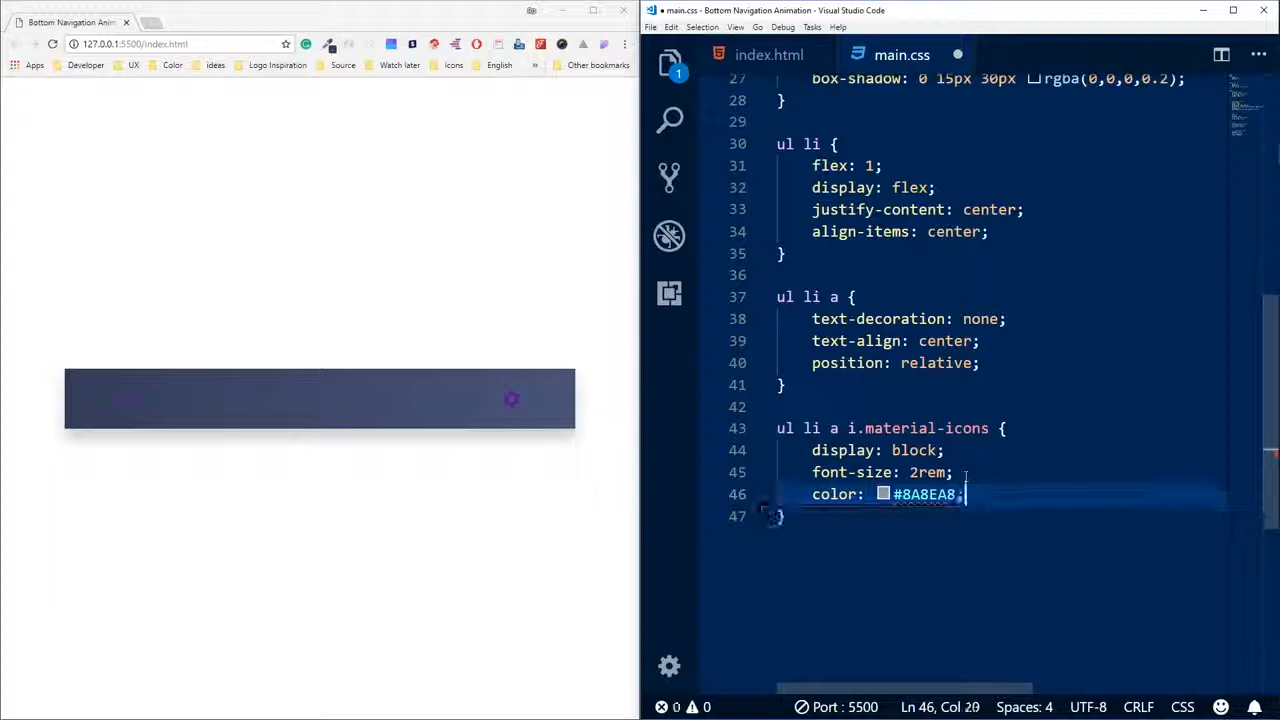 Bottom Navigation Anim
127.0.0.1:5500/index.html
Apps Developer UX Color ideas Logo Inspiration Source Watch later Icons English » Other bookmarks
● main.css - Bottom Navigation Animation - Visual Studio Code
File Edit Selection View Go Debug Tasks Help
1
index.html main.css
27 box-shadow: 0 15px 30px rgba(0,0,0,0.2);
28 }
29
30 ul li {
31 flex: 1;
32 display: flex;
33 justify-content: center;
34 align-items: center;
35 }
36
37 ul li a {
38 text-decoration: none;
39 text-align: center;
40 position: relative;
41 }
42
43 ul li a i.material-icons {
44 display: block;
45 font-size: 2rem;
46 color: #8A8EA8;
47 }
0 0 Port : 5500 Ln 46, Col 20 Spaces: 4 UTF-8 CRLF CSS